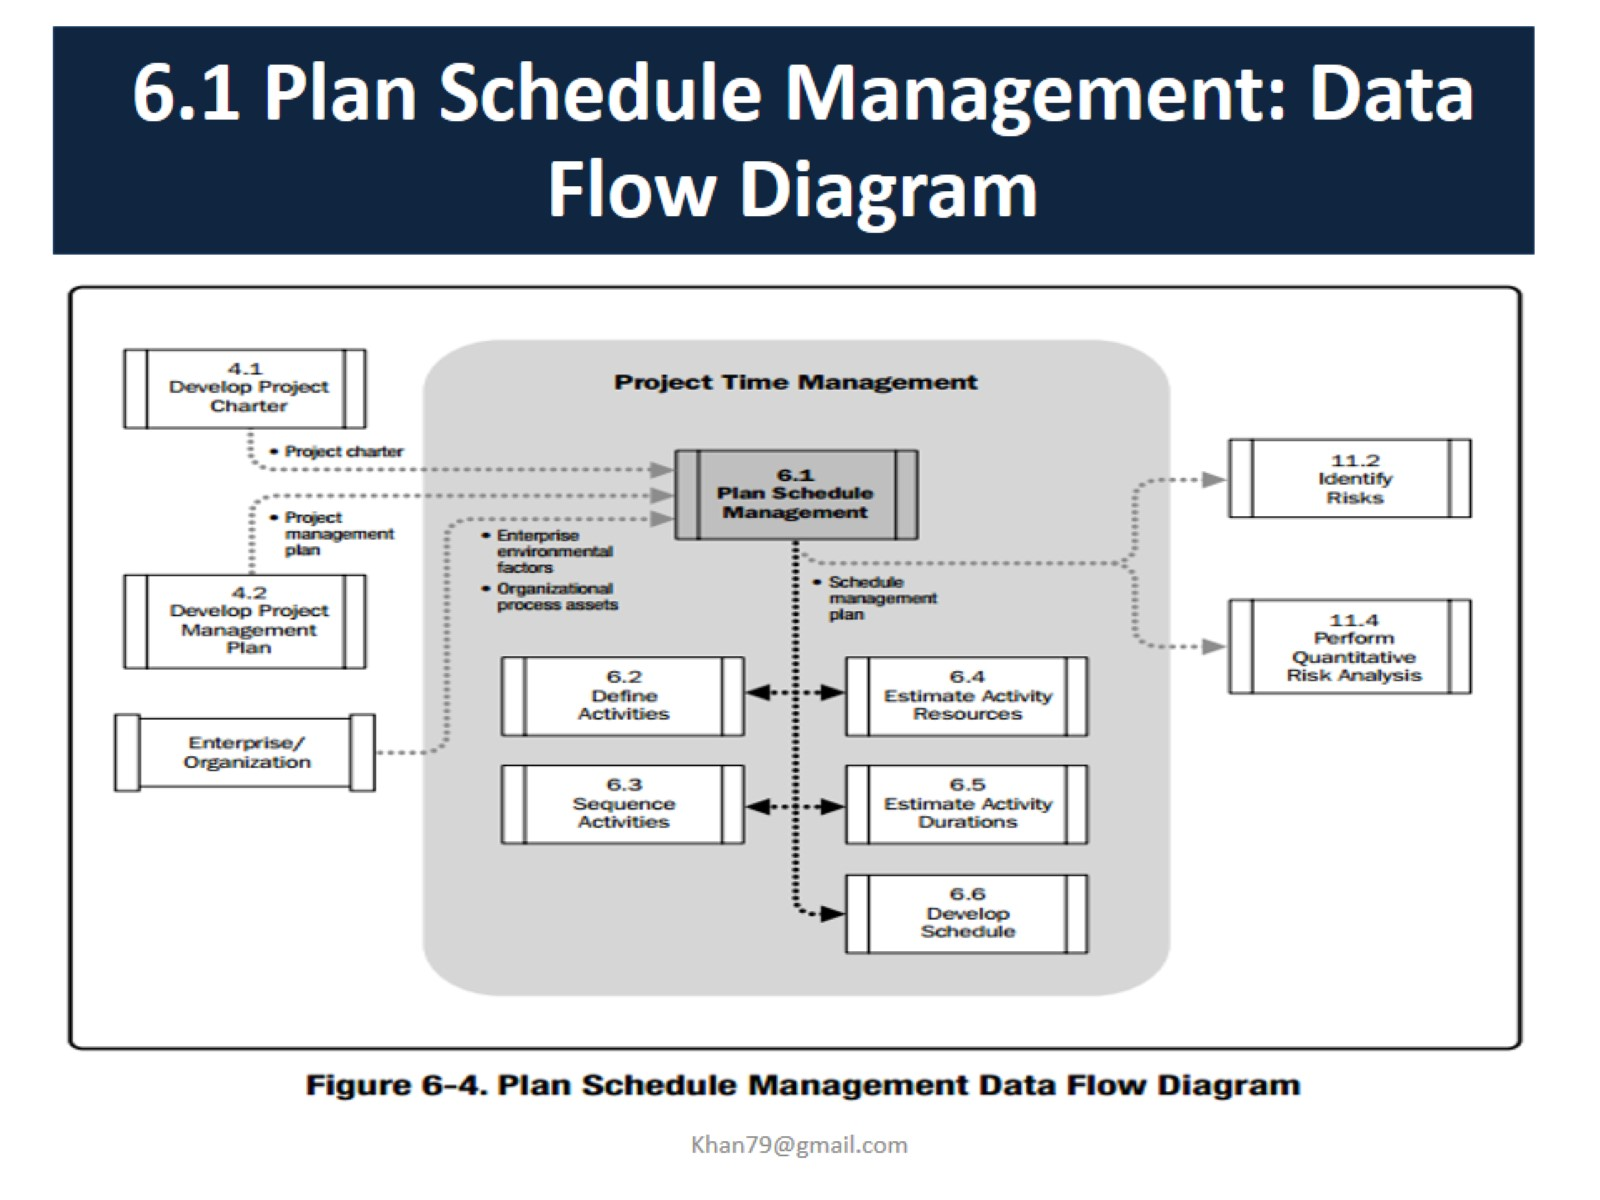 6.1 Plan Schedule Management: Data
Flow Diagram
4.1
Develop Project
Charter
• Project charter
• Project
management
plan
4.2
Develop Project
Management
Plan
Enterprise/
Organization
Project Time Management
6.1
Plan Schedule
Management
• Enterprise
environmental
factors
• Organizational
process assets
• Schedule
management
plan
6.2
Define
Activities
6.4
Estimate Activity
Resources
6.3
Sequence
Activities
6.5
Estimate Activity
Durations
6.6
Develop
Schedule
11.2
Identify
Risks
11.4
Perform
Quantitative
Risk Analysis
Figure 6-4. Plan Schedule Management Data Flow Diagram
Khan79@gmail.com